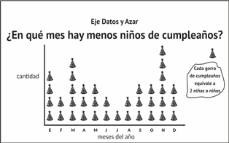 Eje Datos y Azar
¿En qué mes hay menos niños de cumpleaños?
Cada gorro
de cumpleaños
equivale a
2 niñas o niños
cantidad
E F M A M J J A S O N D
meses del año